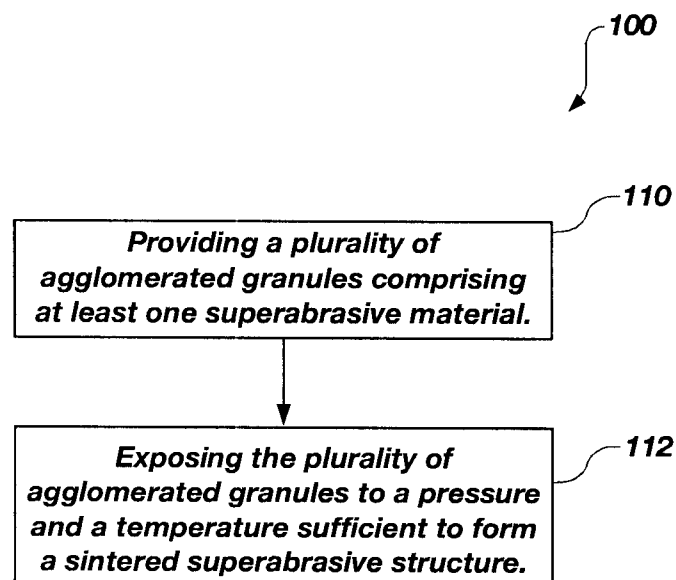 100
110
Providing a plurality of
agglomerated granules comprising
at least one superabrasive material.
112
Exposing the plurality of
agglomerated granules to a pressure
and a temperature sufficient to form
a sintered superabrasive structure.